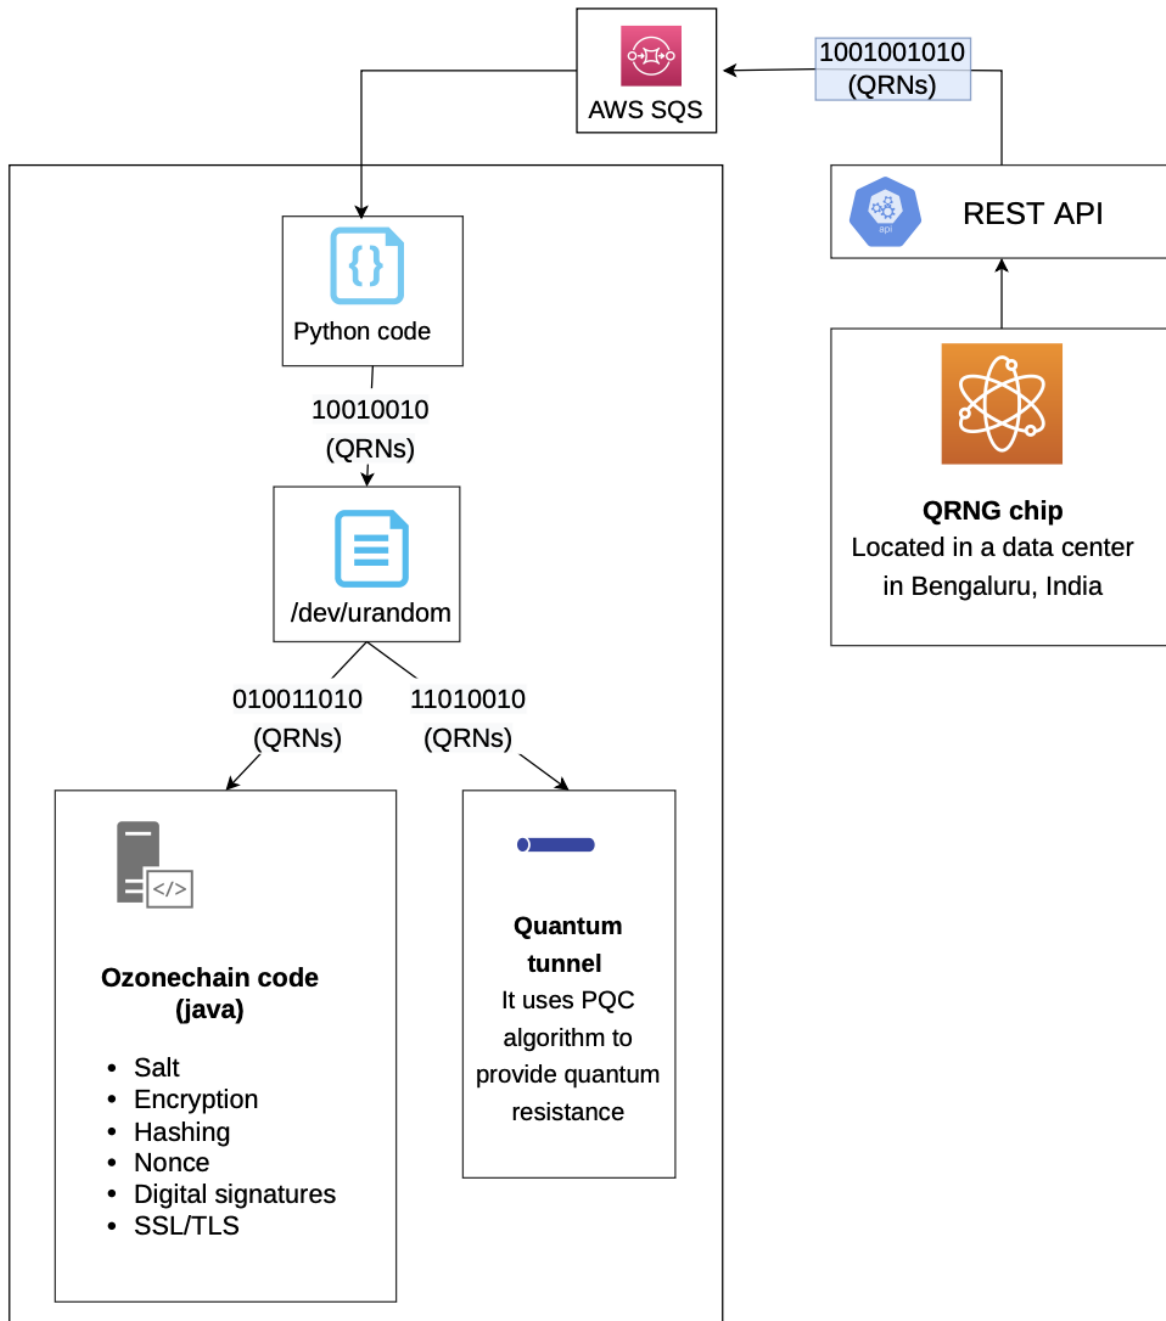 1001001010
(QRNs)
AWS SQS
api
REST API
Python code
10010010
(QRNs)
QRNG chip
Located in a data center
in Bengaluru, India
/dev/urandom
010011010
(QRNs)
11010010
(QRNs)
</>
Ozonechain code
(java)
• Salt
• Encryption
• Hashing
• Nonce
• Digital signatures
• SSL/TLS
Quantum
tunnel
It uses PQC
algorithm to
provide quantum
resistance